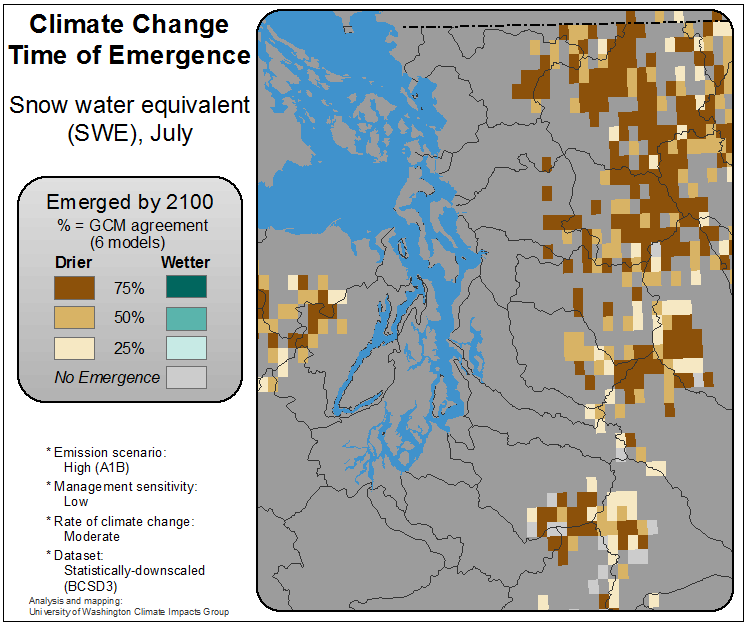 Climate Change
Time of Emergence
Snow water equivalent
(SWE), July
Emerged by 2100
% = GCM agreement
(6 models)
Drier Wetter
75%
50%
25%
No Emergence
* Emission scenario:
High (A1B)
* Management sensitivity:
Low
* Rate of climate change:
Moderate
* Dataset:
Statistically-downscaled
(BCSD3)
Analysis and mapping:
University of Washington Climate Impacts Group